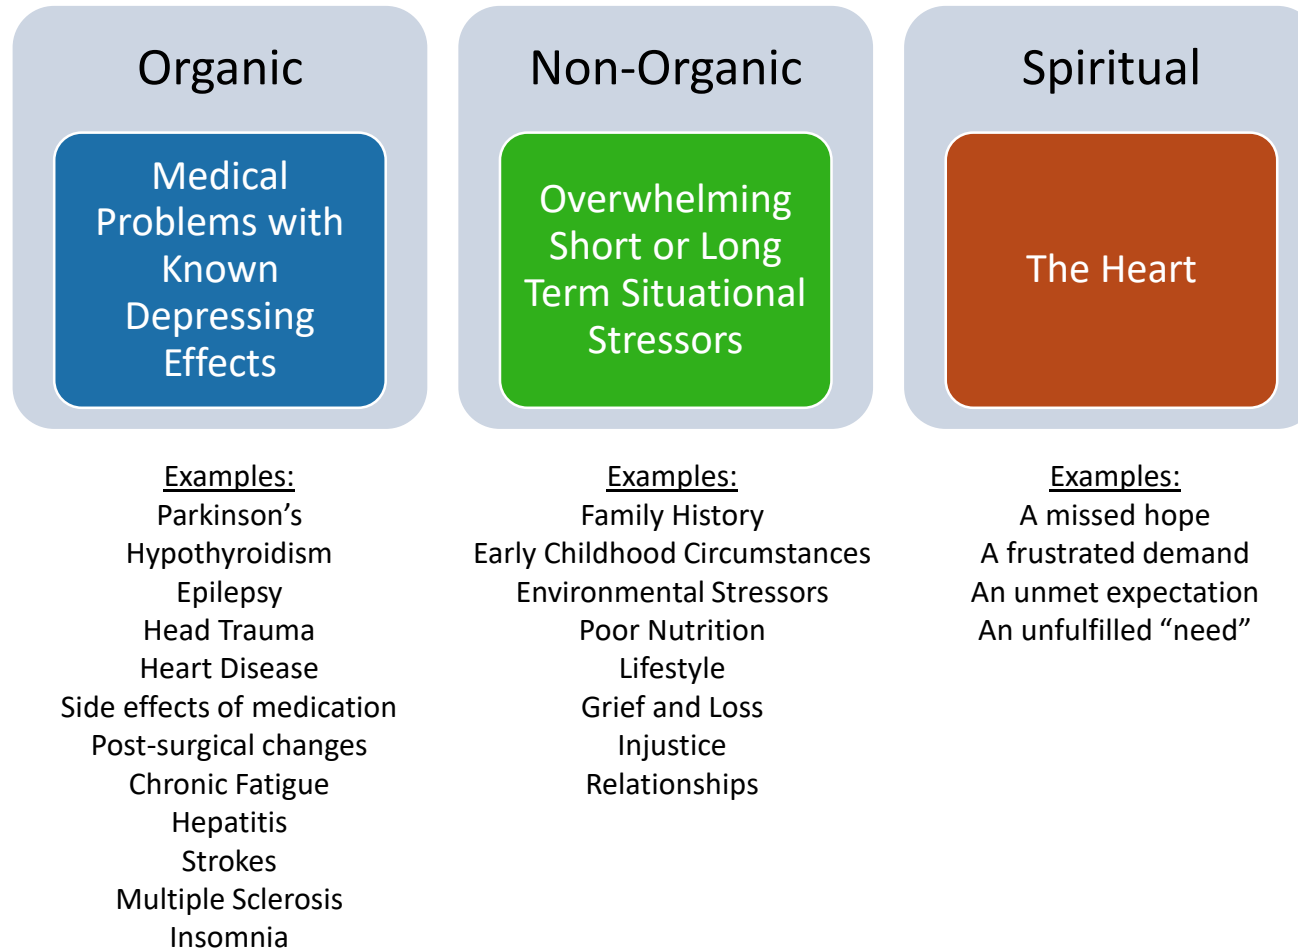 Organic
Medical
Problems with
Known
Depressing
Effects
Examples:
Parkinson’s
Hypothyroidism
Epilepsy
Head Trauma
Heart Disease
Side effects of medication
Post-surgical changes
Chronic Fatigue
Hepatitis
Strokes
Multiple Sclerosis
Insomnia
Non-Organic
Overwhelming
Short or Long
Term Situational
Stressors
Examples:
Family History
Early Childhood Circumstances
Environmental Stressors
Poor Nutrition
Lifestyle
Grief and Loss
Injustice
Relationships
Spiritual
The Heart
Examples:
A missed hope
A frustrated demand
An unmet expectation
An unfulfilled “need”